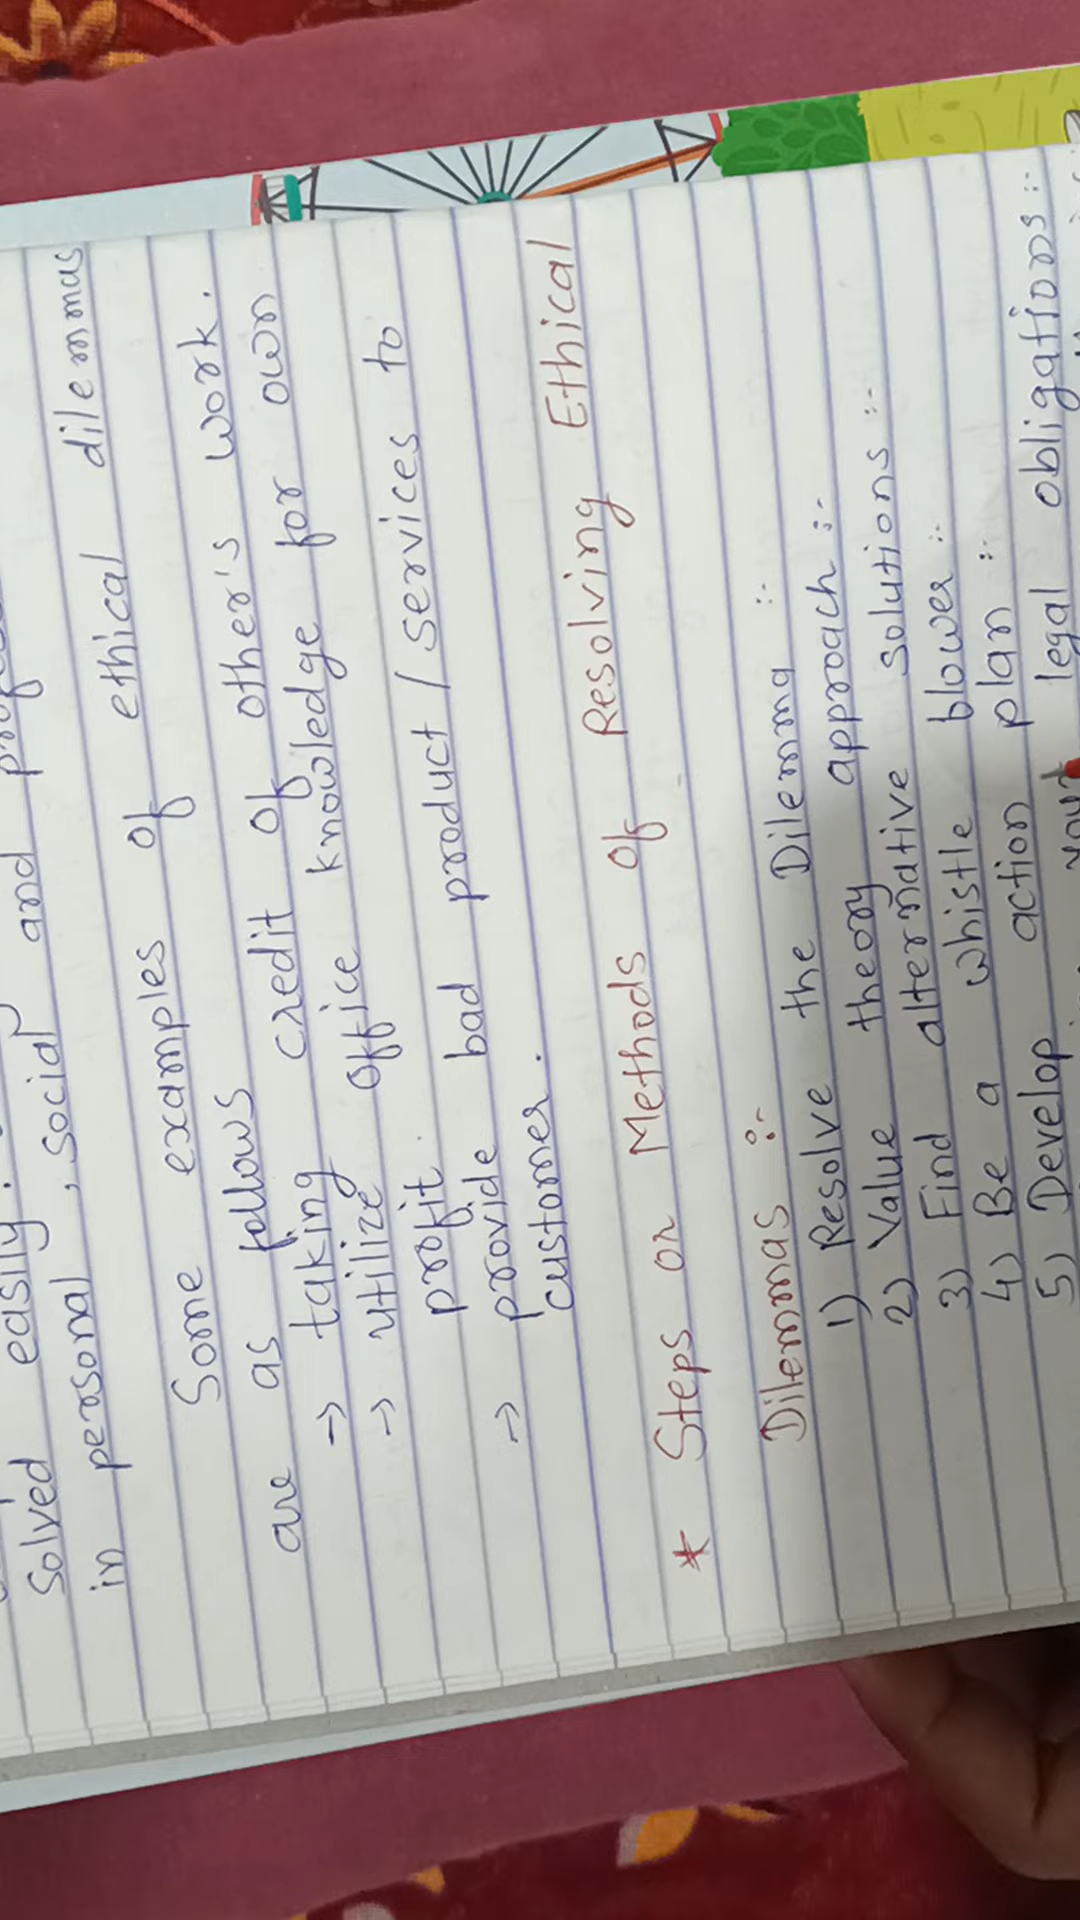 solved easily.
in personal, social and
Some examples of ethical dilemmas
are as follows
→ taking credit of other's work.
→ utilize office knowledge for own
profit.
→ provide bad product / services to
customer.
* Steps or Methods of Resolving Ethical
Dilemmas :-
1) Resolve the Dilemma :-
2) Value theory approach :-
3) Find alternative solutions :-
4) Be a whistle blower :-
5) Develop action plan :-
legal obligations :-